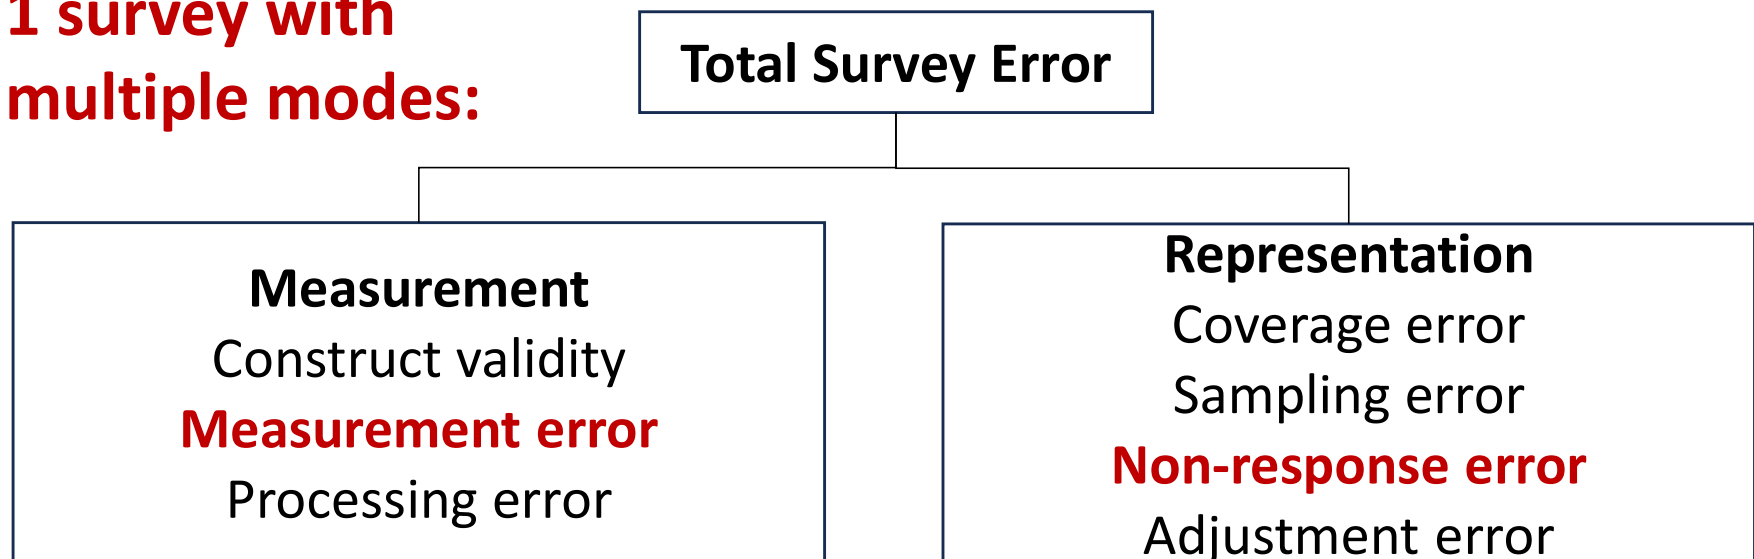 1 survey with
multiple modes:
Total Survey Error
Measurement
Construct validity
Measurement error
Processing error
Representation
Coverage error
Sampling error
Non-response error
Adjustment error